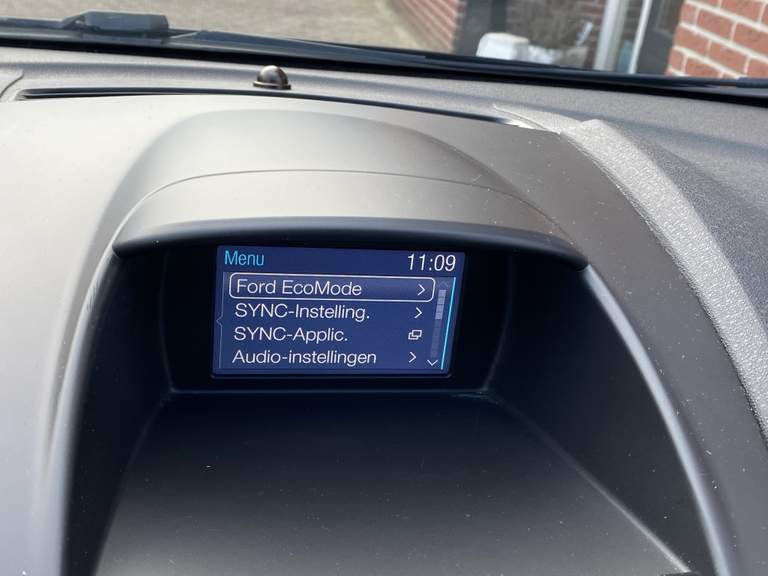 Menu 11:09
Ford EcoMode
SYNC-Instelling.
SYNC-Applic.
Audio-instellingen